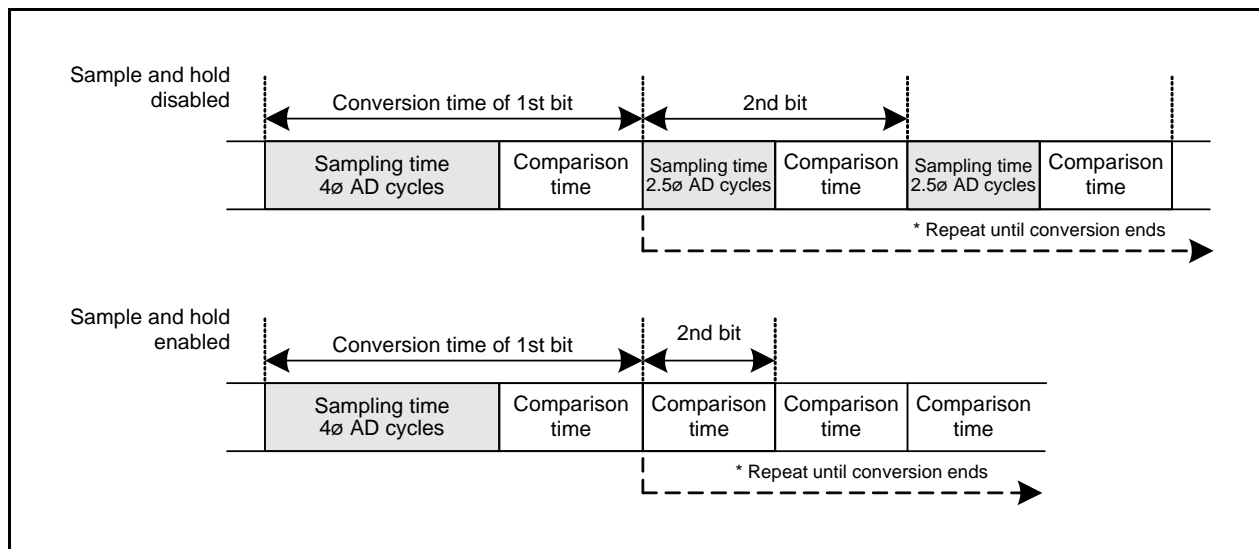 Sample and hold
disabled
Conversion time of 1st bit
2nd bit
Sampling time
4ø AD cycles
Comparison
time
Sampling time
2.5ø AD cycles
Comparison
time
Sampling time
2.5ø AD cycles
Comparison
time
* Repeat until conversion ends
Sample and hold
enabled
Conversion time of 1st bit
2nd bit
Sampling time
4ø AD cycles
Comparison
time
Comparison
time
Comparison
time
Comparison
time
* Repeat until conversion ends